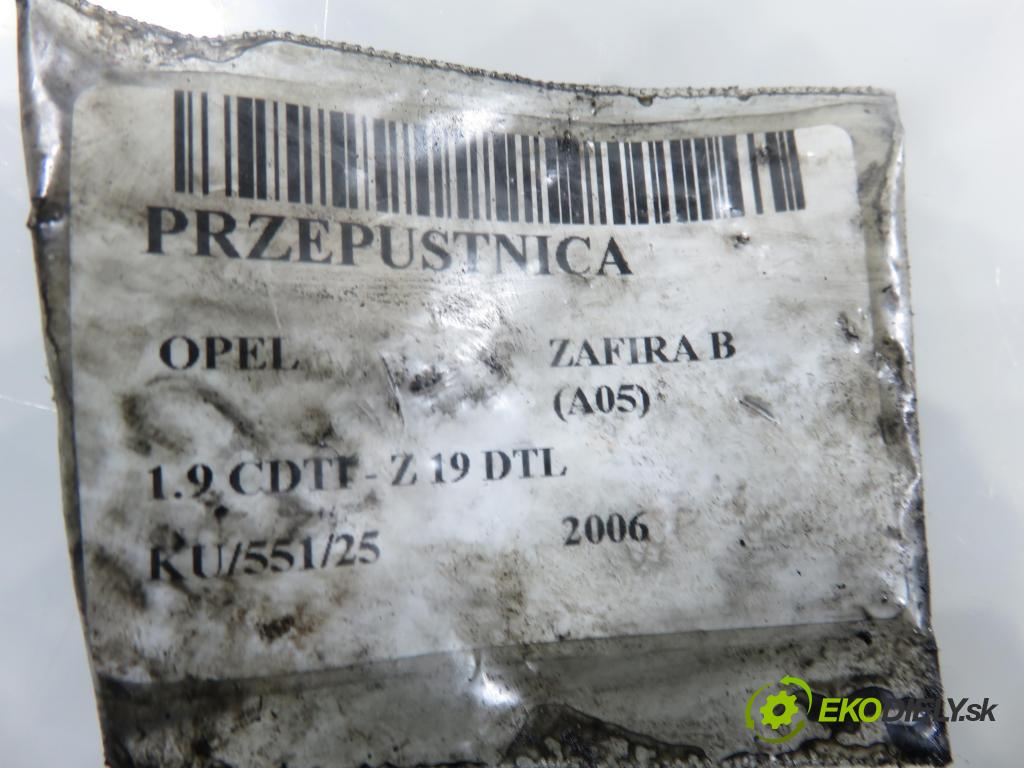 PRZEPUSTNICA
OPEL ZAFIRA B
(A05)
1.9 CDTI - Z 19 DTL
KU/551/25 2006
EKODIELY.sk